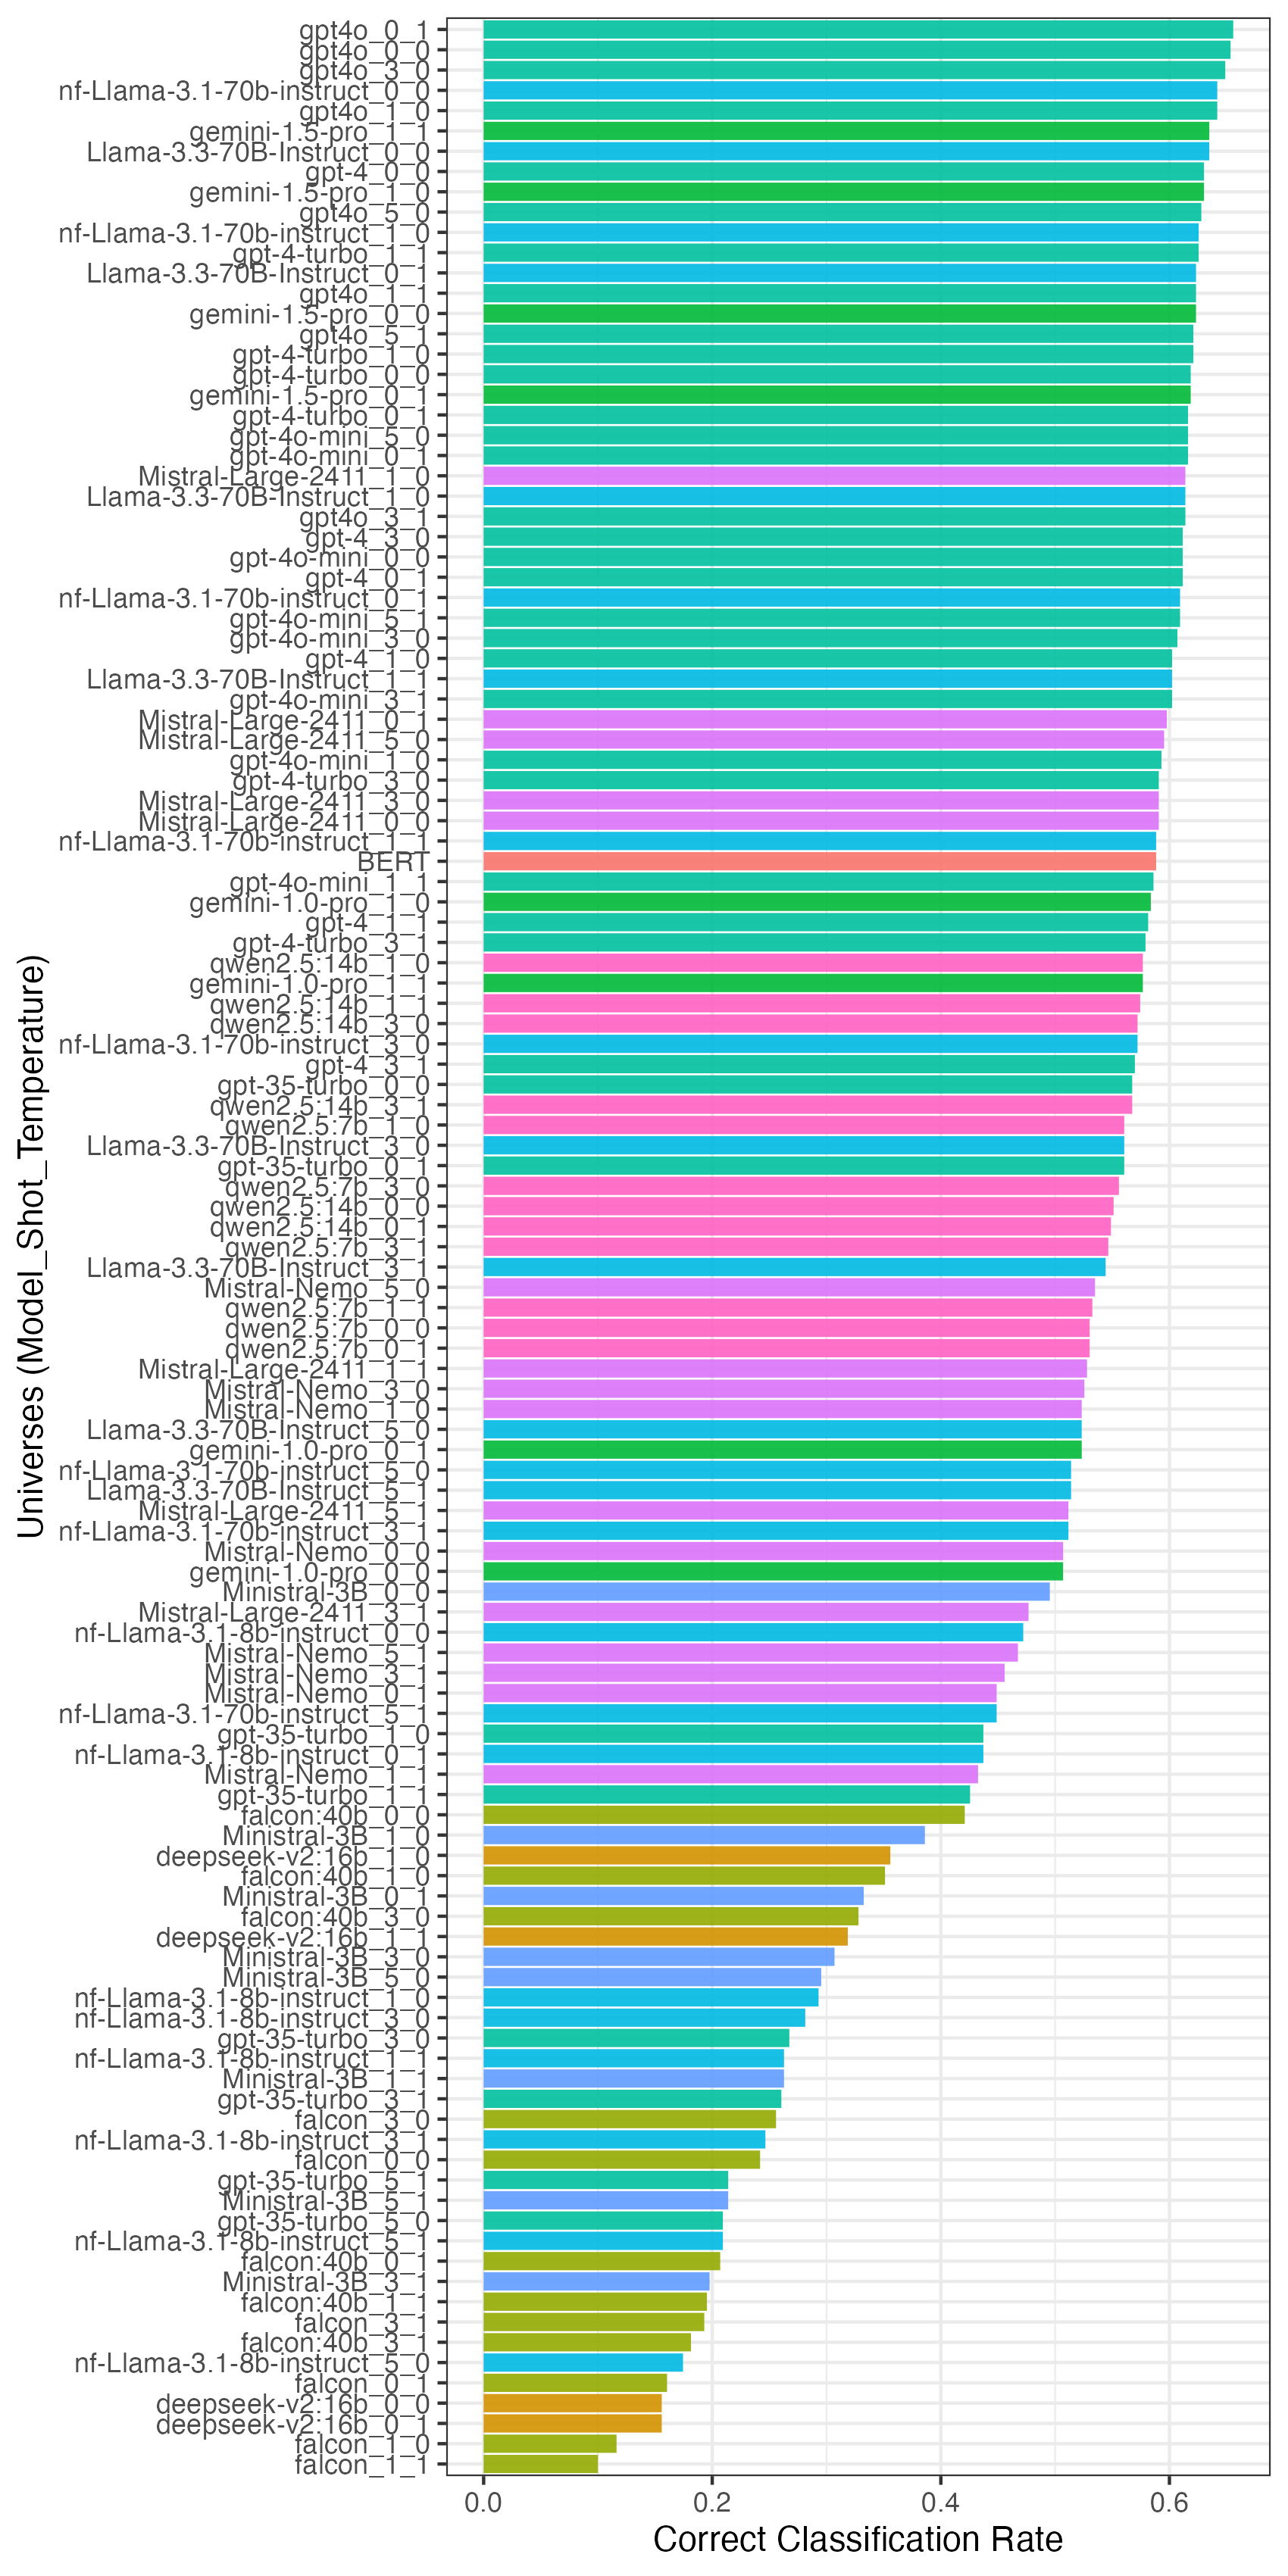 gpt4o_0_1
gpt4o_0_0
gpt4o_3_0
nf-Llama-3.1-70b-instruct_0_0
gpt4o_1_0
gemini-1.5-pro_1_1
Llama-3.3-70B-Instruct_0_0
gpt-4_0_0
gemini-1.5-pro_1_0
gpt4o_5_0
nf-Llama-3.1-70b-instruct_1_0
gpt-4-turbo_1_1
Llama-3.3-70B-Instruct_0_1
gpt4o_1_1
gemini-1.5-pro_0_0
gpt4o_5_1
gpt-4-turbo_1_0
gpt-4-turbo_0_0
gemini-1.5-pro_0_1
gpt-4-turbo_0_1
gpt-4o-mini_5_0
gpt-4o-mini_0_1
Mistral-Large-2411_1_0
Llama-3.3-70B-Instruct_1_0
gpt4o_3_1
gpt-4_3_0
gpt-4o-mini_0_0
gpt-4_0_1
nf-Llama-3.1-70b-instruct_0_1
gpt-4o-mini_5_1
gpt-4o-mini_3_0
gpt-4_1_0
Llama-3.3-70B-Instruct_1_1
gpt-4o-mini_3_1
Mistral-Large-2411_0_1
Mistral-Large-2411_5_0
gpt-4o-mini_1_0
gpt-4-turbo_3_0
Mistral-Large-2411_3_0
Mistral-Large-2411_0_0
nf-Llama-3.1-70b-instruct_1_1
BERT
gpt-4o-mini_1_1
gemini-1.0-pro_1_0
gpt-4_1_1
gpt-4-turbo_3_1
qwen2.5:14b_1_0
gemini-1.0-pro_1_1
qwen2.5:14b_1_1
qwen2.5:14b_3_0
nf-Llama-3.1-70b-instruct_3_0
gpt-4_3_1
gpt-35-turbo_0_0
qwen2.5:14b_3_1
qwen2.5:7b_1_0
Llama-3.3-70B-Instruct_3_0
gpt-35-turbo_0_1
qwen2.5:7b_3_0
qwen2.5:14b_0_0
qwen2.5:14b_0_1
qwen2.5:7b_3_1
Llama-3.3-70B-Instruct_3_1
Mistral-Nemo_5_0
qwen2.5:7b_1_1
qwen2.5:7b_0_0
qwen2.5:7b_0_1
Mistral-Large-2411_1_1
Mistral-Nemo_3_0
Mistral-Nemo_1_0
Llama-3.3-70B-Instruct_5_0
gemini-1.0-pro_0_1
nf-Llama-3.1-70b-instruct_5_0
Llama-3.3-70B-Instruct_5_1
Mistral-Large-2411_5_1
nf-Llama-3.1-70b-instruct_3_1
Mistral-Nemo_0_0
gemini-1.0-pro_0_0
Ministral-3B_0_0
Mistral-Large-2411_3_1
nf-Llama-3.1-8b-instruct_0_0
Mistral-Nemo_5_1
Mistral-Nemo_3_1
Mistral-Nemo_0_1
nf-Llama-3.1-70b-instruct_5_1
gpt-35-turbo_1_0
nf-Llama-3.1-8b-instruct_0_1
Mistral-Nemo_1_1
gpt-35-turbo_1_1
falcon:40b_0_0
Ministral-3B_1_0
deepseek-v2:16b_1_0
falcon:40b_1_0
Ministral-3B_0_1
falcon:40b_3_0
deepseek-v2:16b_1_1
Ministral-3B_3_0
Ministral-3B_5_0
nf-Llama-3.1-8b-instruct_1_0
nf-Llama-3.1-8b-instruct_3_0
gpt-35-turbo_3_0
nf-Llama-3.1-8b-instruct_1_1
Ministral-3B_1_1
gpt-35-turbo_3_1
falcon_3_0
nf-Llama-3.1-8b-instruct_3_1
falcon_0_0
gpt-35-turbo_5_1
Ministral-3B_5_1
gpt-35-turbo_5_0
nf-Llama-3.1-8b-instruct_5_1
falcon:40b_0_1
Ministral-3B_3_1
falcon:40b_1_1
falcon_3_1
falcon:40b_3_1
nf-Llama-3.1-8b-instruct_5_0
falcon_0_1
deepseek-v2:16b_0_0
deepseek-v2:16b_0_1
falcon_1_0
falcon_1_1
0.0 0.2 0.4 0.6
Correct Classification Rate
Universes (Model_Shot_Temperature)